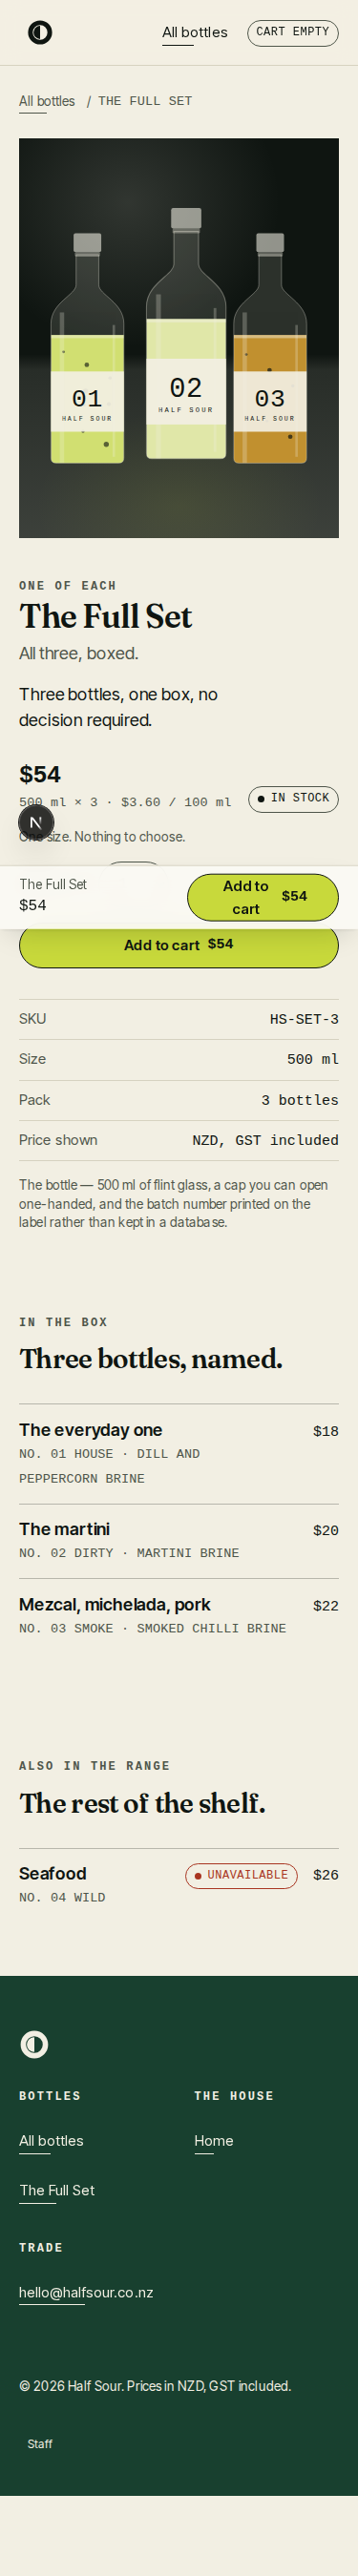 All bottles
CART EMPTY
All bottles / THE FULL SET
01
HALF SOUR
02
HALF SOUR
03
HALF SOUR
ONE OF EACH
The Full Set
All three, boxed.
Three bottles, one box, no
decision required.
$54
500 ml × 3 · $3.60 / 100 ml
IN STOCK
N
One size. Nothing to choose.
The Full Set
$54
Add to
cart
$54
Add to cart $54
SKU HS-SET-3
Size 500 ml
Pack 3 bottles
Price shown NZD, GST included
The bottle — 500 ml of flint glass, a cap you can open
one-handed, and the batch number printed on the
label rather than kept in a database.
IN THE BOX
Three bottles, named.
The everyday one $18
NO. 01 HOUSE · DILL AND
PEPPERCORN BRINE
The martini $20
NO. 02 DIRTY · MARTINI BRINE
Mezcal, michelada, pork $22
NO. 03 SMOKE · SMOKED CHILLI BRINE
ALSO IN THE RANGE
The rest of the shelf.
Seafood UNAVAILABLE $26
NO. 04 WILD
BOTTLES
All bottles
The Full Set
THE HOUSE
Home
TRADE
hello@halfsour.co.nz
© 2026 Half Sour. Prices in NZD, GST included.
Staff